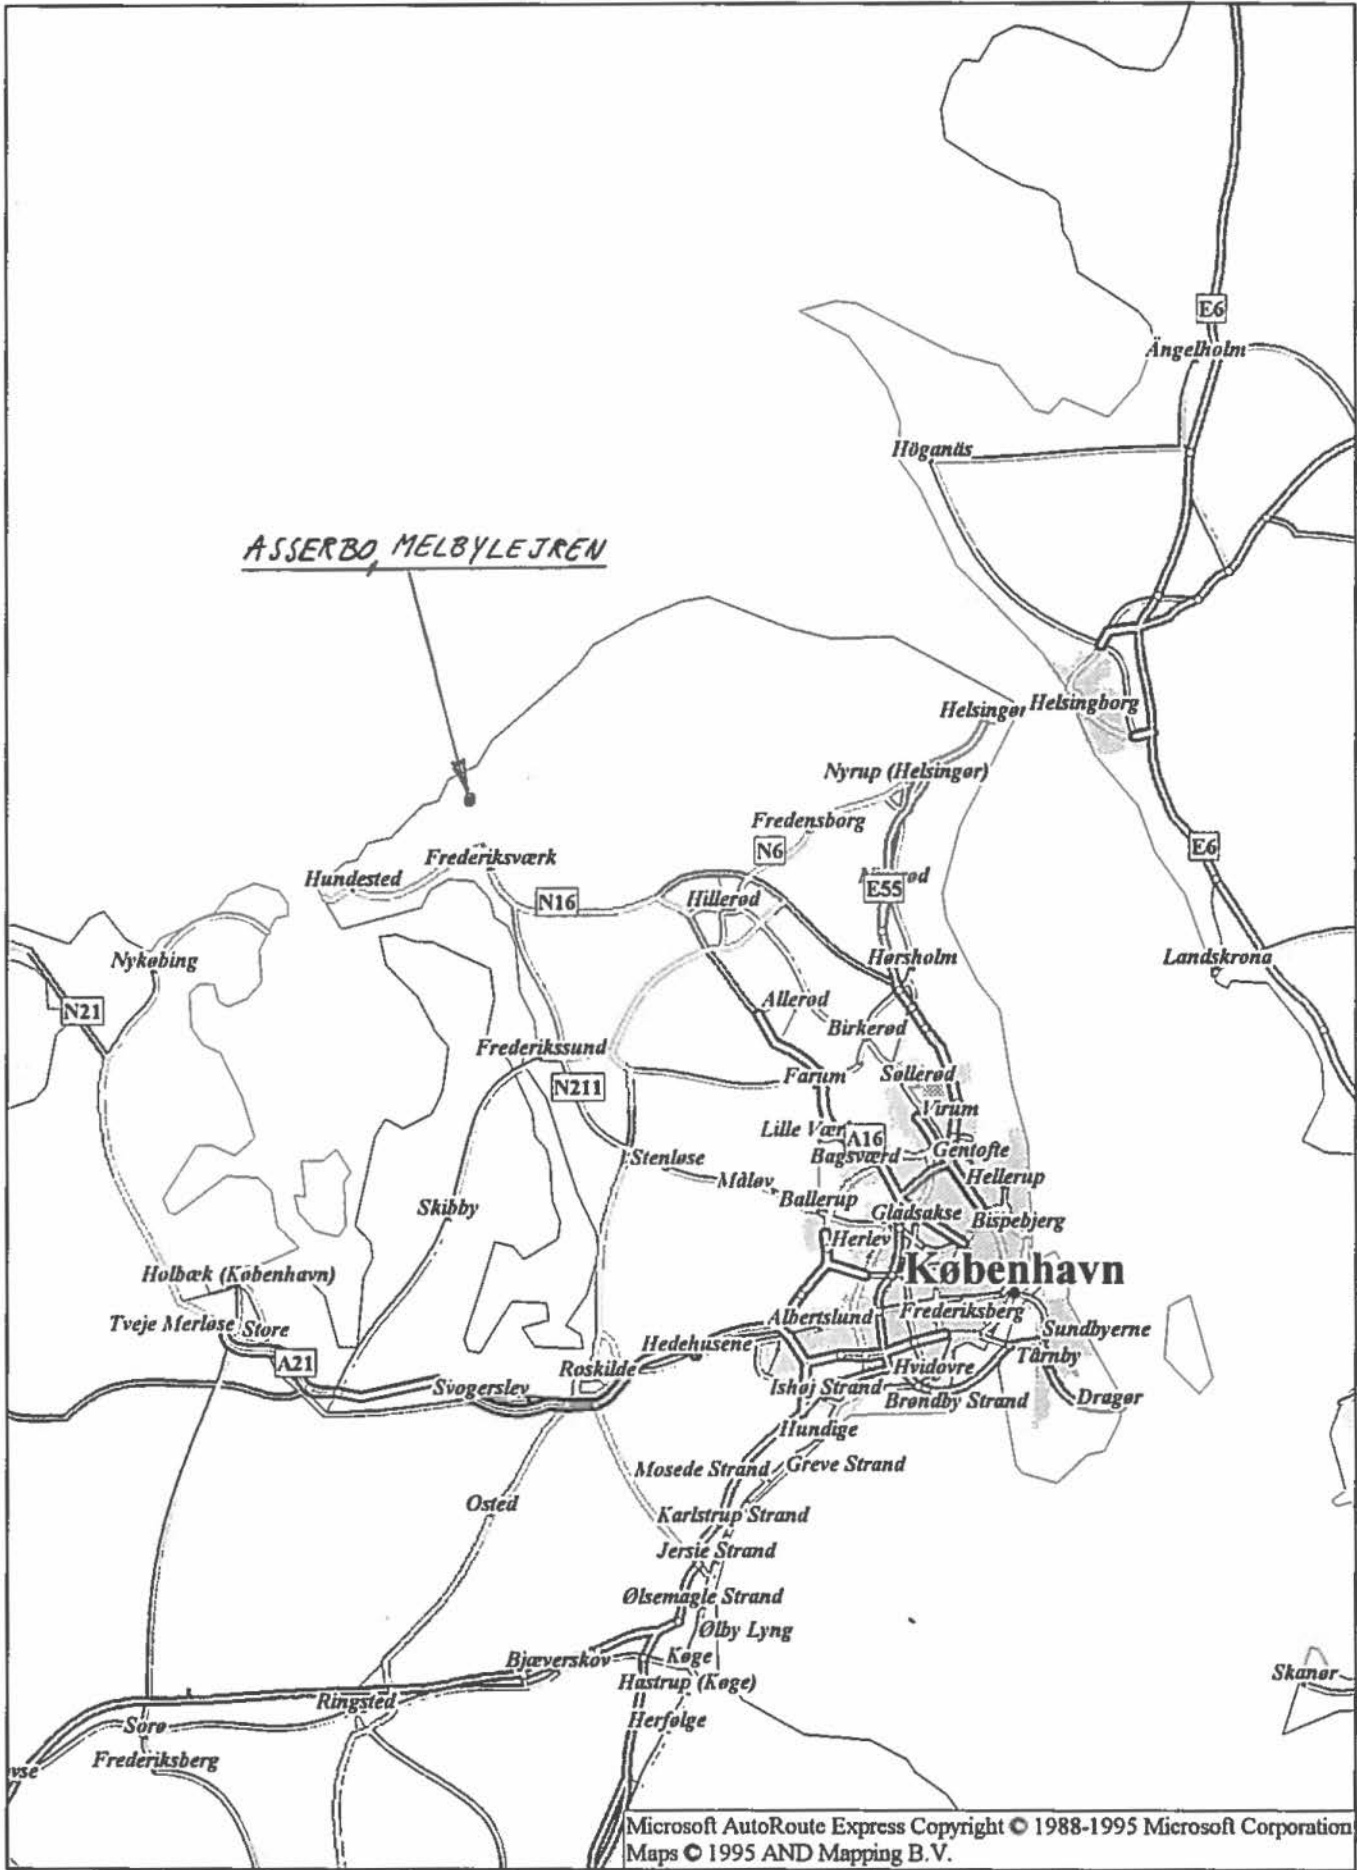 E6
Ängelholm
Höganäs
ASSERBO, MELBYLEJREN
Helsingør
Helsingborg
Nyrup (Helsingør)
Fredensborg
N6
E6
Frederiksværk
Hundested
E55
N16
Hillerød
Nykøbing
Hørsholm
Landskrona
N21
Allerød
Birkerød
Frederikssund
Farum
Søllerød
N211
Virum
Lille Vær
A16
Stenløse
Bagsværd
Gentofte
Måløv
Hellerup
Ballerup
Skibby
Gladsakse
Bispebjerg
Herlev
København
Holbæk (København)
Tveje Merløse
Store
Albertslund
Frederiksberg
Sundbyerne
Hedehusene
Tårnby
A21
Roskilde
Hvidovre
Svogerslev
Ishøj Strand
Brøndby Strand
Dragør
Hundige
Mosede Strand
Greve Strand
Osted
Karlstrup Strand
Jersie Strand
Ølsemagle Strand
Ølby Lyng
Bjæverskov
Køge
Hastrup (Køge)
Skanør
Ringsted
Sorø
Herfølge
Frederiksberg
vse
Microsoft AutoRoute Express Copyright © 1988-1995 Microsoft Corporation
Maps © 1995 AND Mapping B.V.